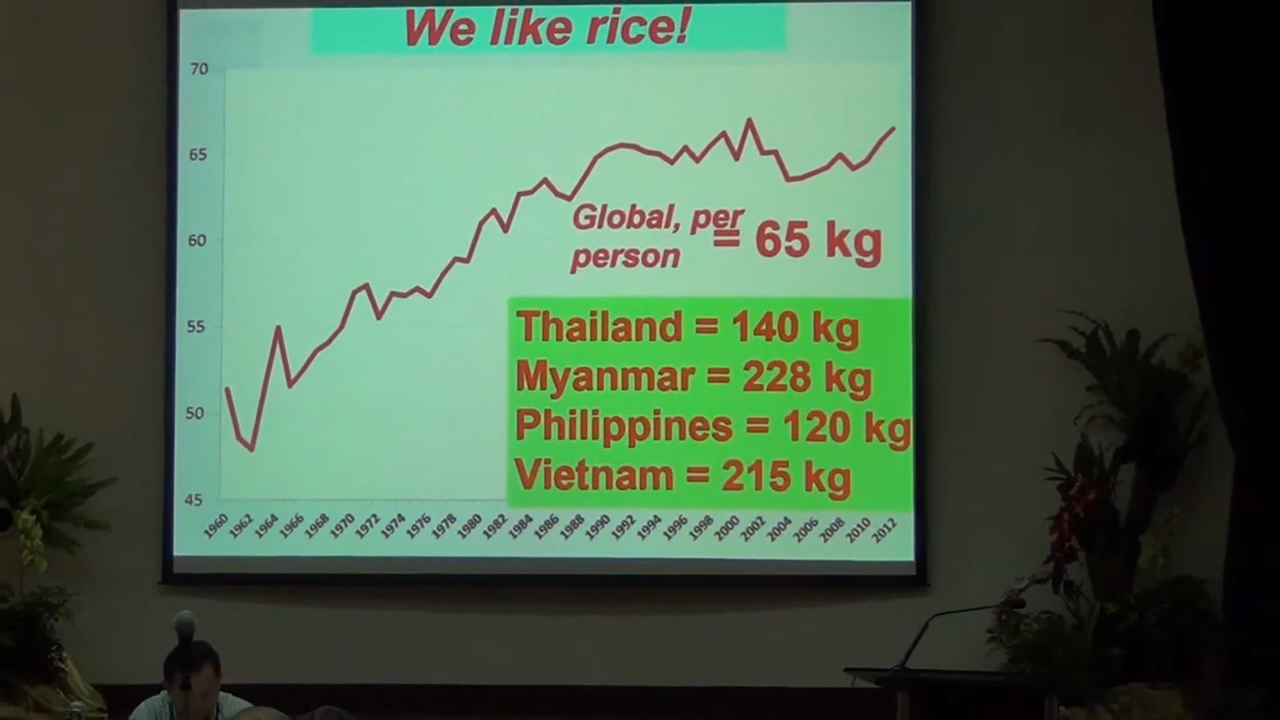 We like rice!
70
65
60
55
50
45
Global, per
person
= 65 kg
Thailand = 140 kg
Myanmar = 228 kg
Philippines = 120 kg
Vietnam = 215 kg
1960 1962 1964 1966 1968 1970 1972 1974 1976 1978 1980 1982 1984 1986 1988 1990 1992 1994 1996 1998 2000 2002 2004 2006 2008 2010 2012